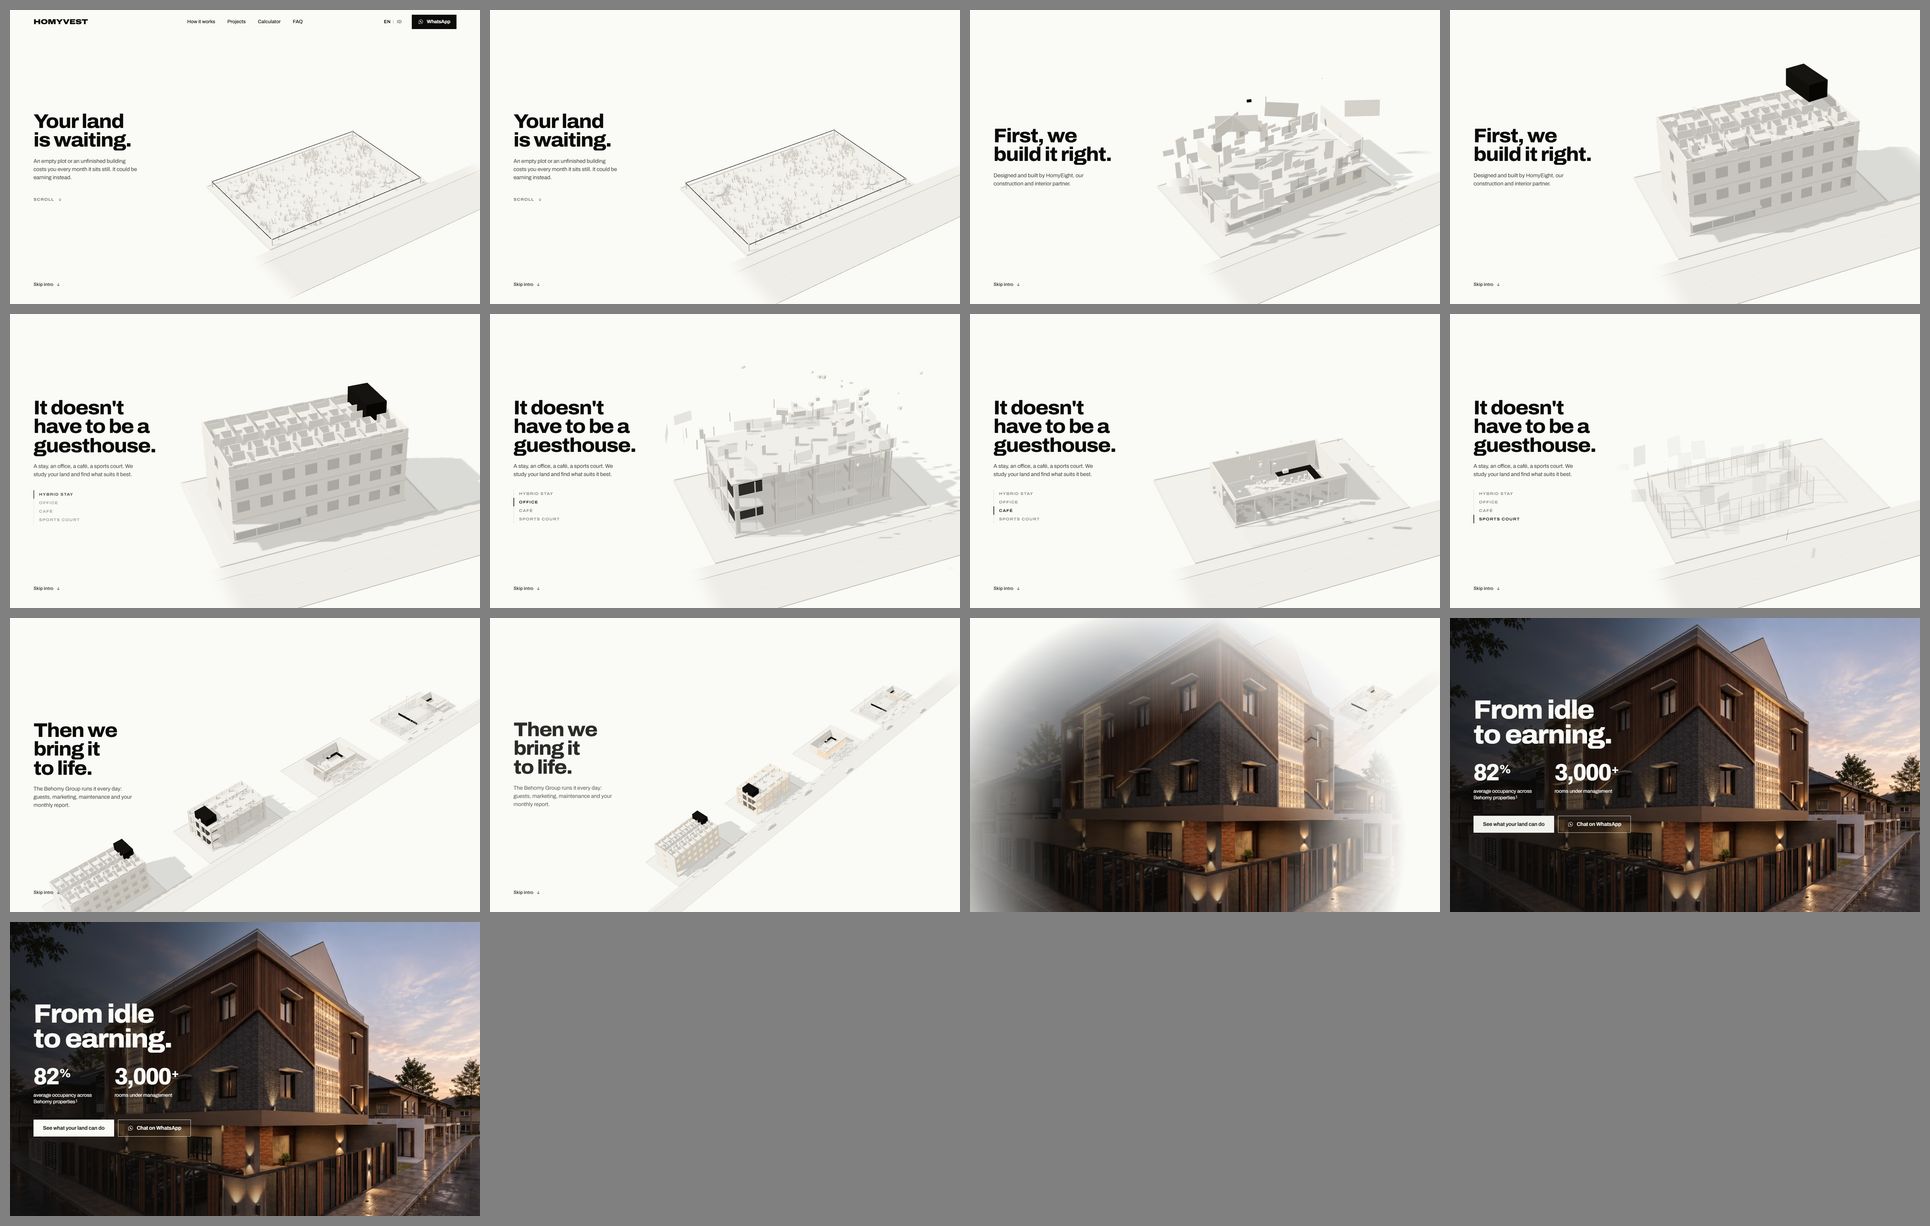 HOMYVEST
How it works Projects Calculator FAQ
EN | ID
WhatsApp
Your land
is waiting.
An empty plot or an unfinished building
costs you every month it sits still. It could be
earning instead.
SCROLL ↓
Skip intro ↓
Your land
is waiting.
An empty plot or an unfinished building
costs you every month it sits still. It could be
earning instead.
SCROLL ↓
Skip intro ↓
First, we
build it right.
Designed and built by HomyEight, our
construction and interior partner.
Skip intro ↓
First, we
build it right.
Designed and built by HomyEight, our
construction and interior partner.
Skip intro ↓
It doesn't
have to be a
guesthouse.
A stay, an office, a café, a sports court. We
study your land and find what suits it best.
HYBRID STAY
OFFICE
CAFÉ
SPORTS COURT
Skip intro ↓
It doesn't
have to be a
guesthouse.
A stay, an office, a café, a sports court. We
study your land and find what suits it best.
HYBRID STAY
OFFICE
CAFÉ
SPORTS COURT
Skip intro ↓
It doesn't
have to be a
guesthouse.
A stay, an office, a café, a sports court. We
study your land and find what suits it best.
HYBRID STAY
OFFICE
CAFÉ
SPORTS COURT
Skip intro ↓
It doesn't
have to be a
guesthouse.
A stay, an office, a café, a sports court. We
study your land and find what suits it best.
HYBRID STAY
OFFICE
CAFÉ
SPORTS COURT
Skip intro ↓
Then we
bring it
to life.
The Behomy Group runs it every day:
guests, marketing, maintenance and your
monthly report.
Skip intro ↓
Then we
bring it
to life.
The Behomy Group runs it every day:
guests, marketing, maintenance and your
monthly report.
Skip intro ↓
From idle
to earning.
82% 3,000+
average occupancy across
Behomy properties¹
rooms under management
See what your land can do
Chat on WhatsApp
From idle
to earning.
82% 3,000+
average occupancy across
Behomy properties¹
rooms under management
See what your land can do
Chat on WhatsApp